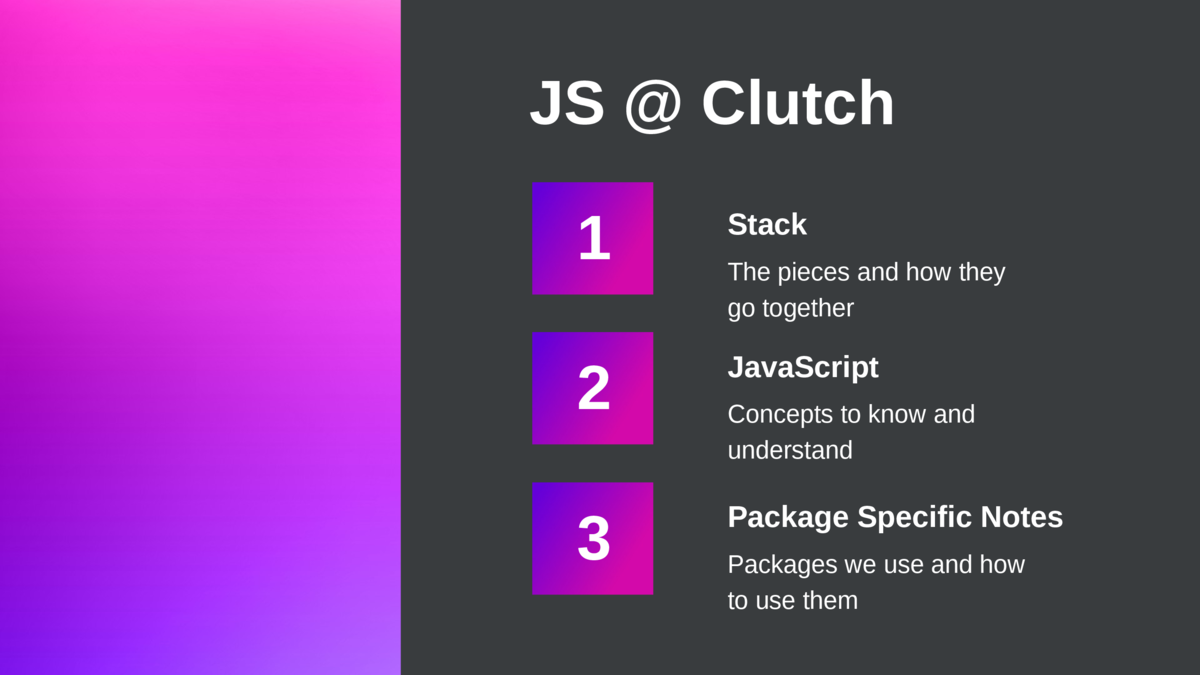 JS @ Clutch
1
Stack
The pieces and how they
go together
2
JavaScript
Concepts to know and
understand
3
Package Specific Notes
Packages we use and how
to use them